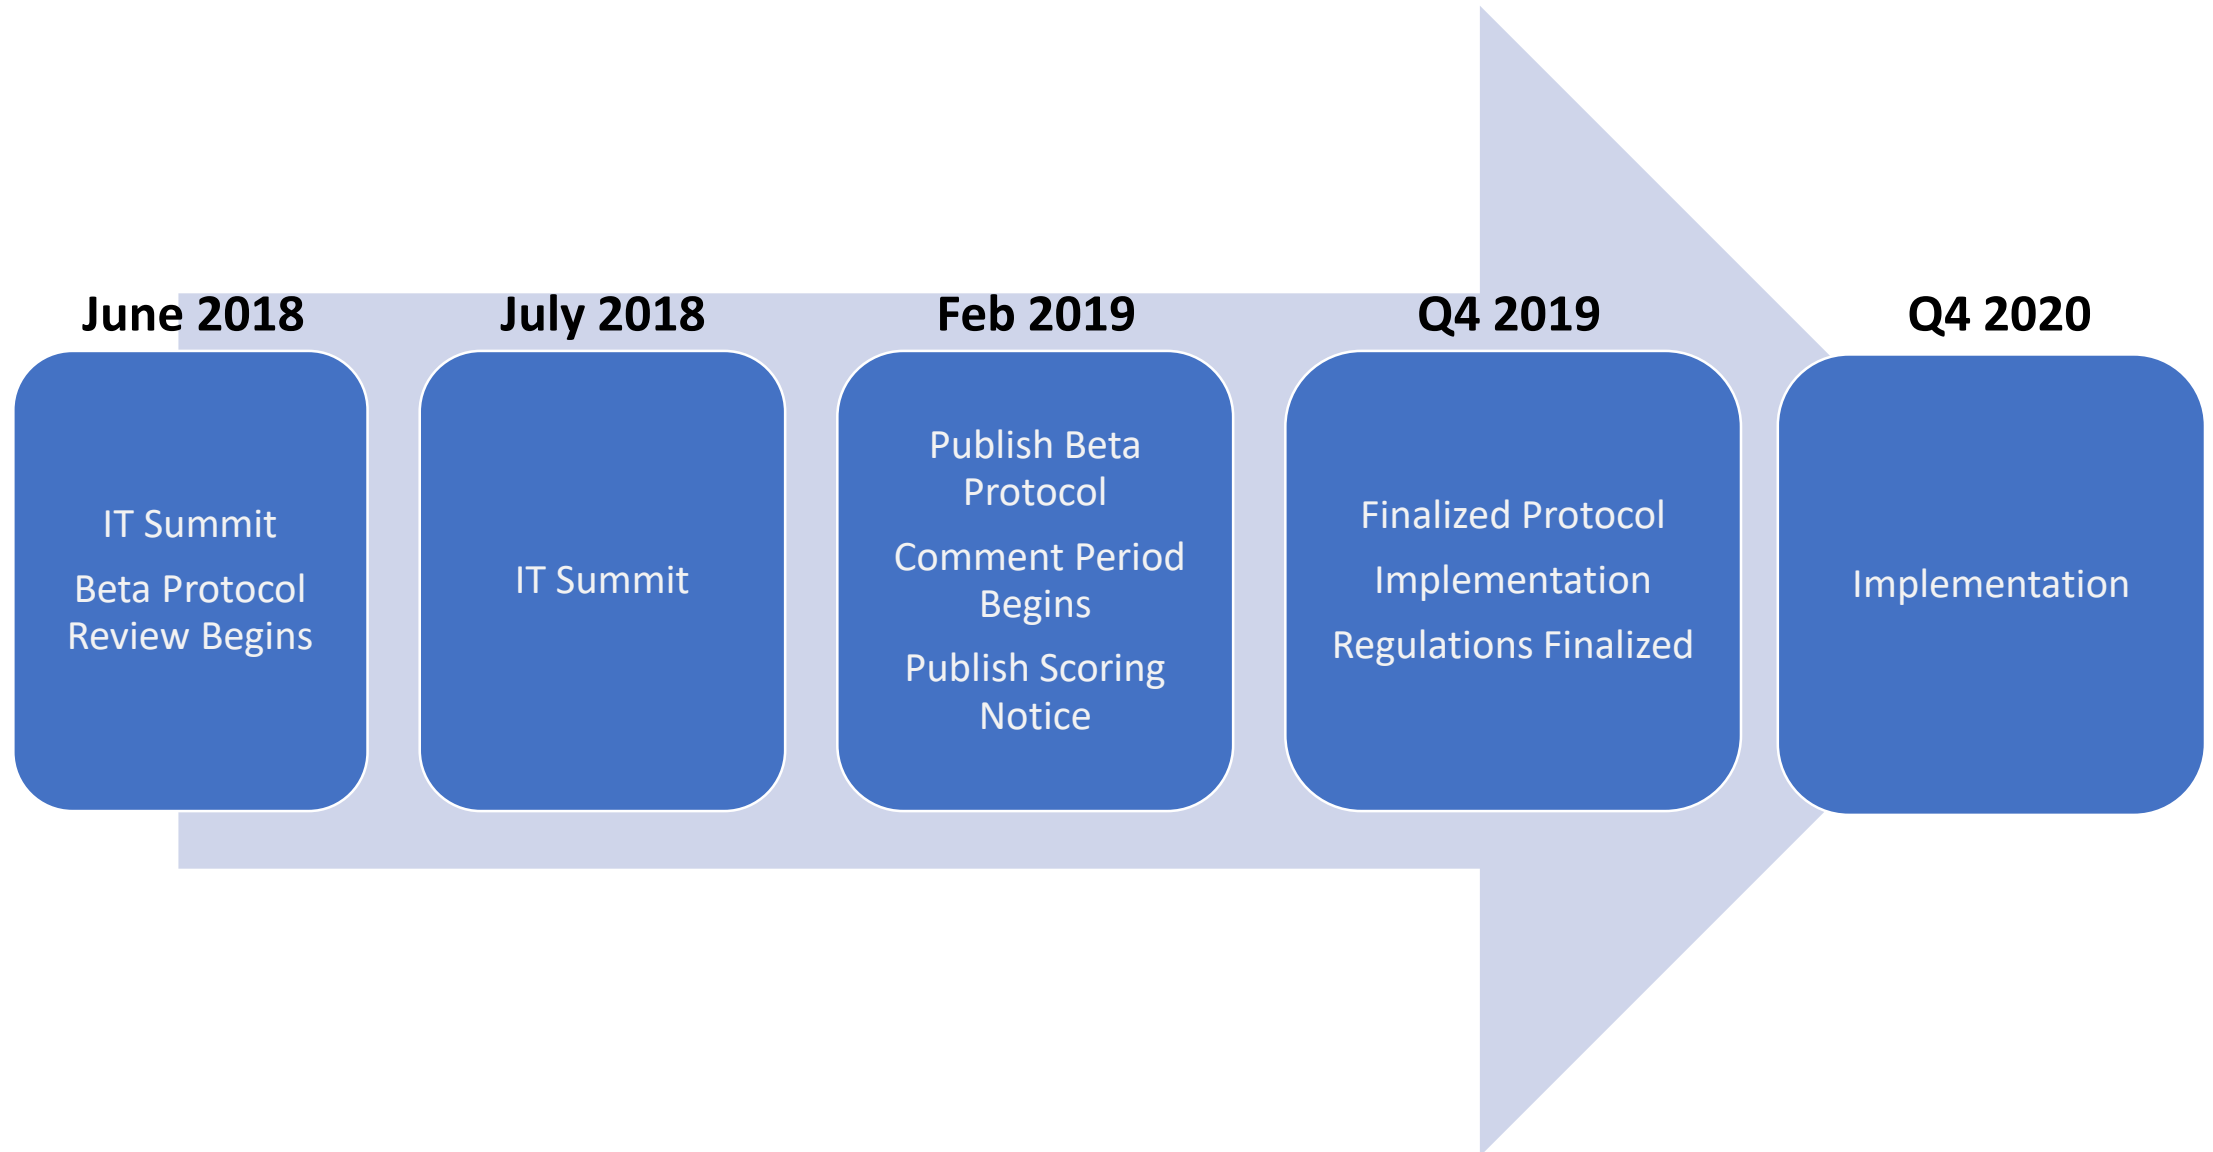 June 2018
IT Summit
Beta Protocol
Review Begins
July 2018
IT Summit
Feb 2019
Publish Beta
Protocol
Comment Period
Begins
Publish Scoring
Notice
Q4 2019
Finalized Protocol
Implementation
Regulations Finalized
Q4 2020
Implementation